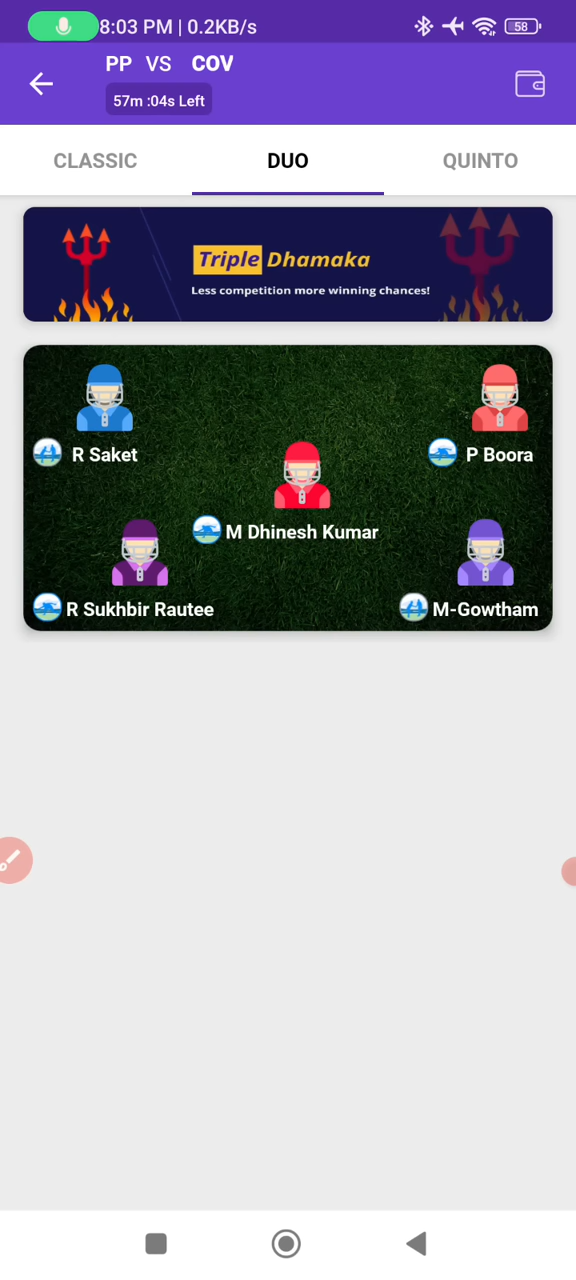 8:03 PM | 0.2KB/s
58
PP VS COV
57m :04s Left
CLASSIC DUO QUINTO
Triple Dhamaka
Less competition more winning chances!
R Saket
P Boora
M Dhinesh Kumar
R Sukhbir Rautee
M-Gowtham